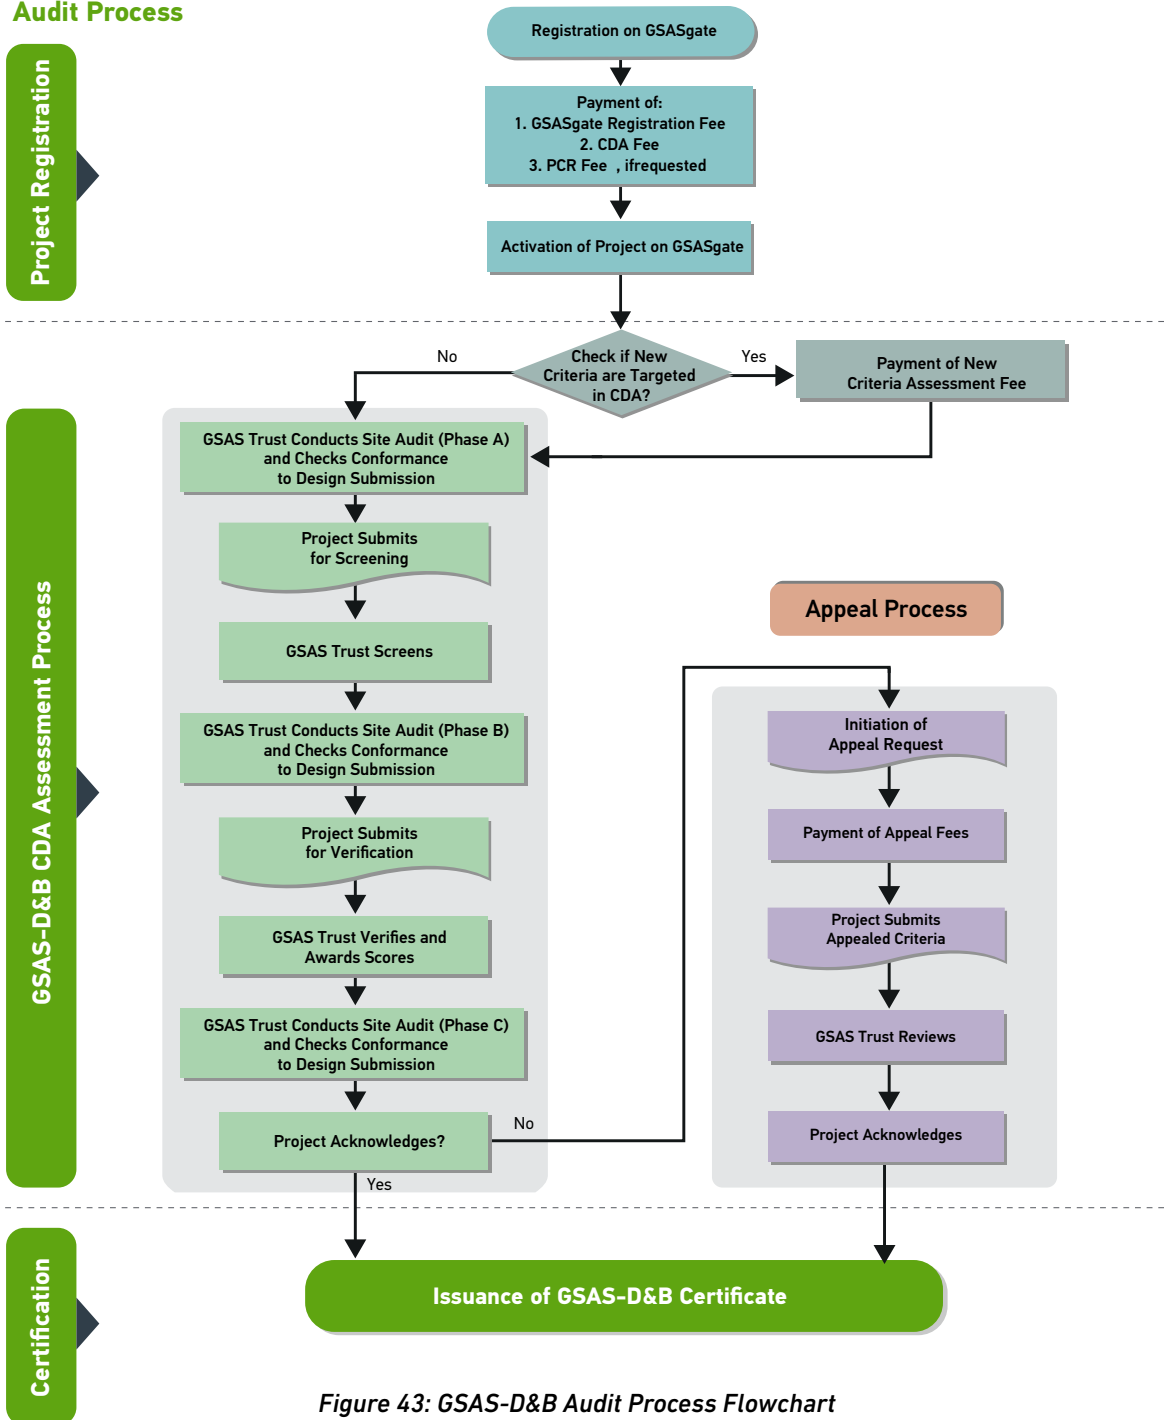 Audit Process
Project Registration
Registration on GSASgate
Payment of:
1. GSASgate Registration Fee
2. CDA Fee
3. PCR Fee , ifrequested
Activation of Project on GSASgate
GSAS-D&B CDA Assessment Process
Check if New
Criteria are Targeted
in CDA?
No
Yes
Payment of New
Criteria Assessment Fee
GSAS Trust Conducts Site Audit (Phase A)
and Checks Conformance
to Design Submission
Project Submits
for Screening
GSAS Trust Screens
GSAS Trust Conducts Site Audit (Phase B)
and Checks Conformance
to Design Submission
Project Submits
for Verification
GSAS Trust Verifies and
Awards Scores
GSAS Trust Conducts Site Audit (Phase C)
and Checks Conformance
to Design Submission
Project Acknowledges?
No
Yes
Appeal Process
Initiation of
Appeal Request
Payment of Appeal Fees
Project Submits
Appealed Criteria
GSAS Trust Reviews
Project Acknowledges
Certification
Issuance of GSAS-D&B Certificate
Figure 43: GSAS-D&B Audit Process Flowchart